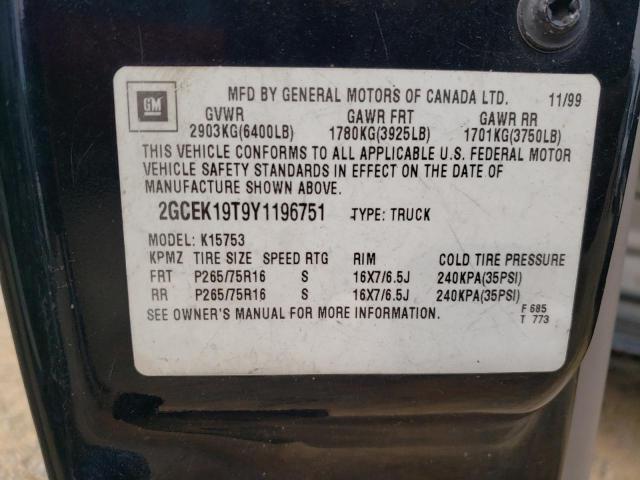 GM
MFD BY GENERAL MOTORS OF CANADA LTD. 11/99
GVWR GAWR FRT GAWR RR
2903KG(6400LB) 1780KG(3925LB) 1701KG(3750LB)
THIS VEHICLE CONFORMS TO ALL APPLICABLE U.S. FEDERAL MOTOR
VEHICLE SAFETY STANDARDS IN EFFECT ON THE DATE OF
MANUFACTURE SHOWN ABOVE.
2GCEK19T9Y1196751 TYPE: TRUCK
MODEL: K15753
KPMZ TIRE SIZE SPEED RTG RIM COLD TIRE PRESSURE
FRT P265/75R16 S 16X7/6.5J 240KPA(35PSI)
RR P265/75R16 S 16X7/6.5J 240KPA(35PSI)
SEE OWNER'S MANUAL FOR MORE INFORMATION.
F 685
T 773